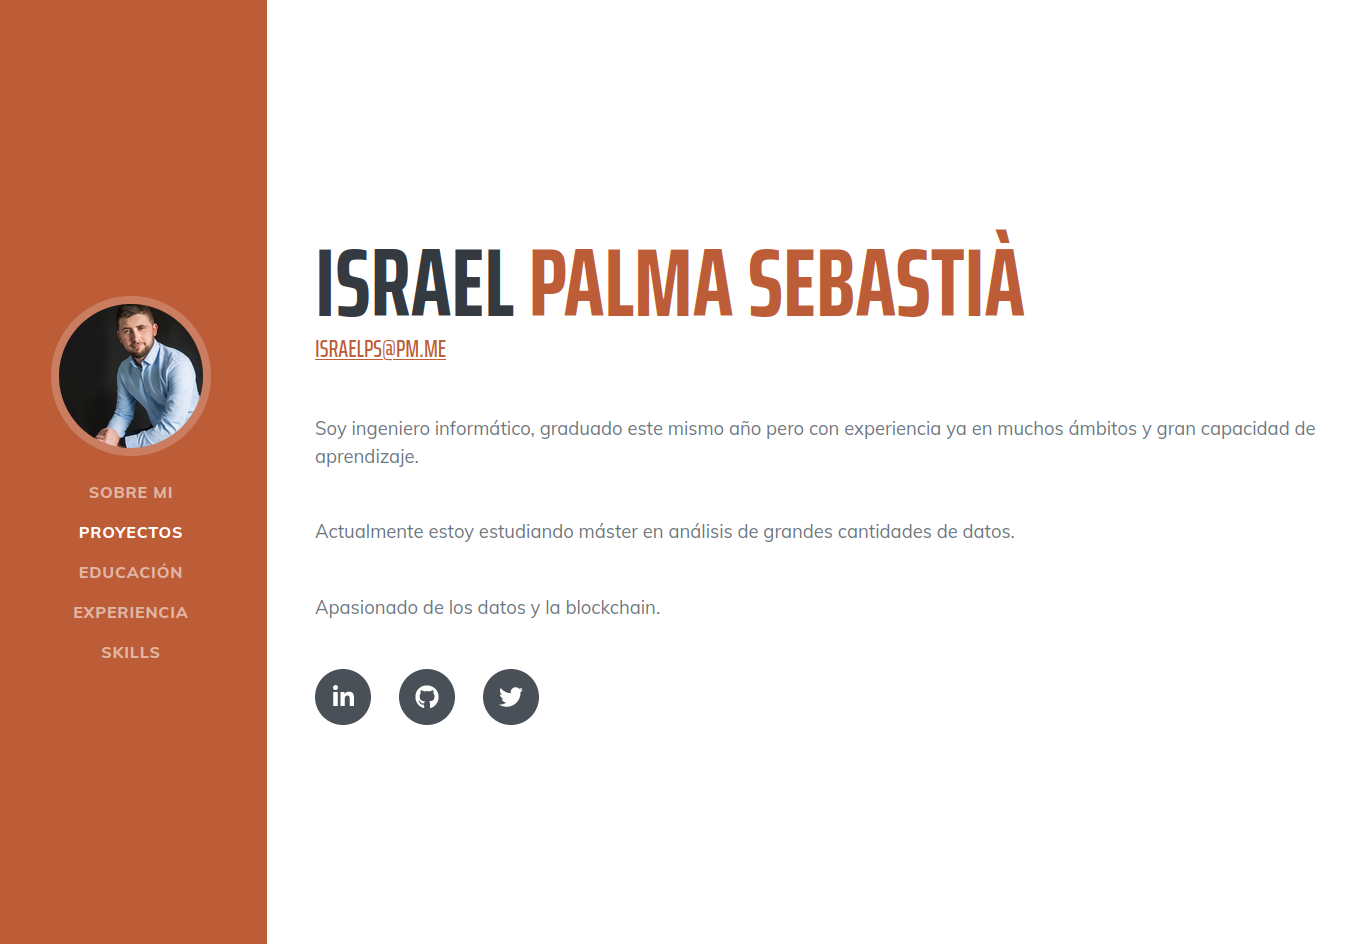 SOBRE MI
PROYECTOS
EDUCACIÓN
EXPERIENCIA
SKILLS
ISRAEL PALMA SEBASTIÀ
ISRAELPS@PM.ME
Soy ingeniero informático, graduado este mismo año pero con experiencia ya en muchos ámbitos y gran capacidad de
aprendizaje.
Actualmente estoy estudiando máster en análisis de grandes cantidades de datos.
Apasionado de los datos y la blockchain.
in